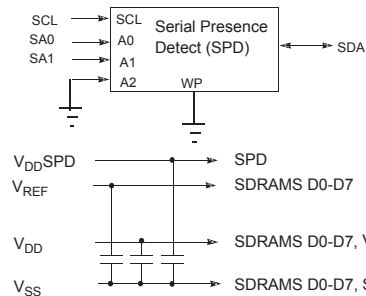 SCL SCL Serial Presence
SA0 A0 Detect (SPD) SDA
SA1 A1
A2 WP
VDDSPD SPD
VREF SDRAMS D0-D7
VDD SDRAMS D0-D7,
VSS SDRAMS D0-D7,